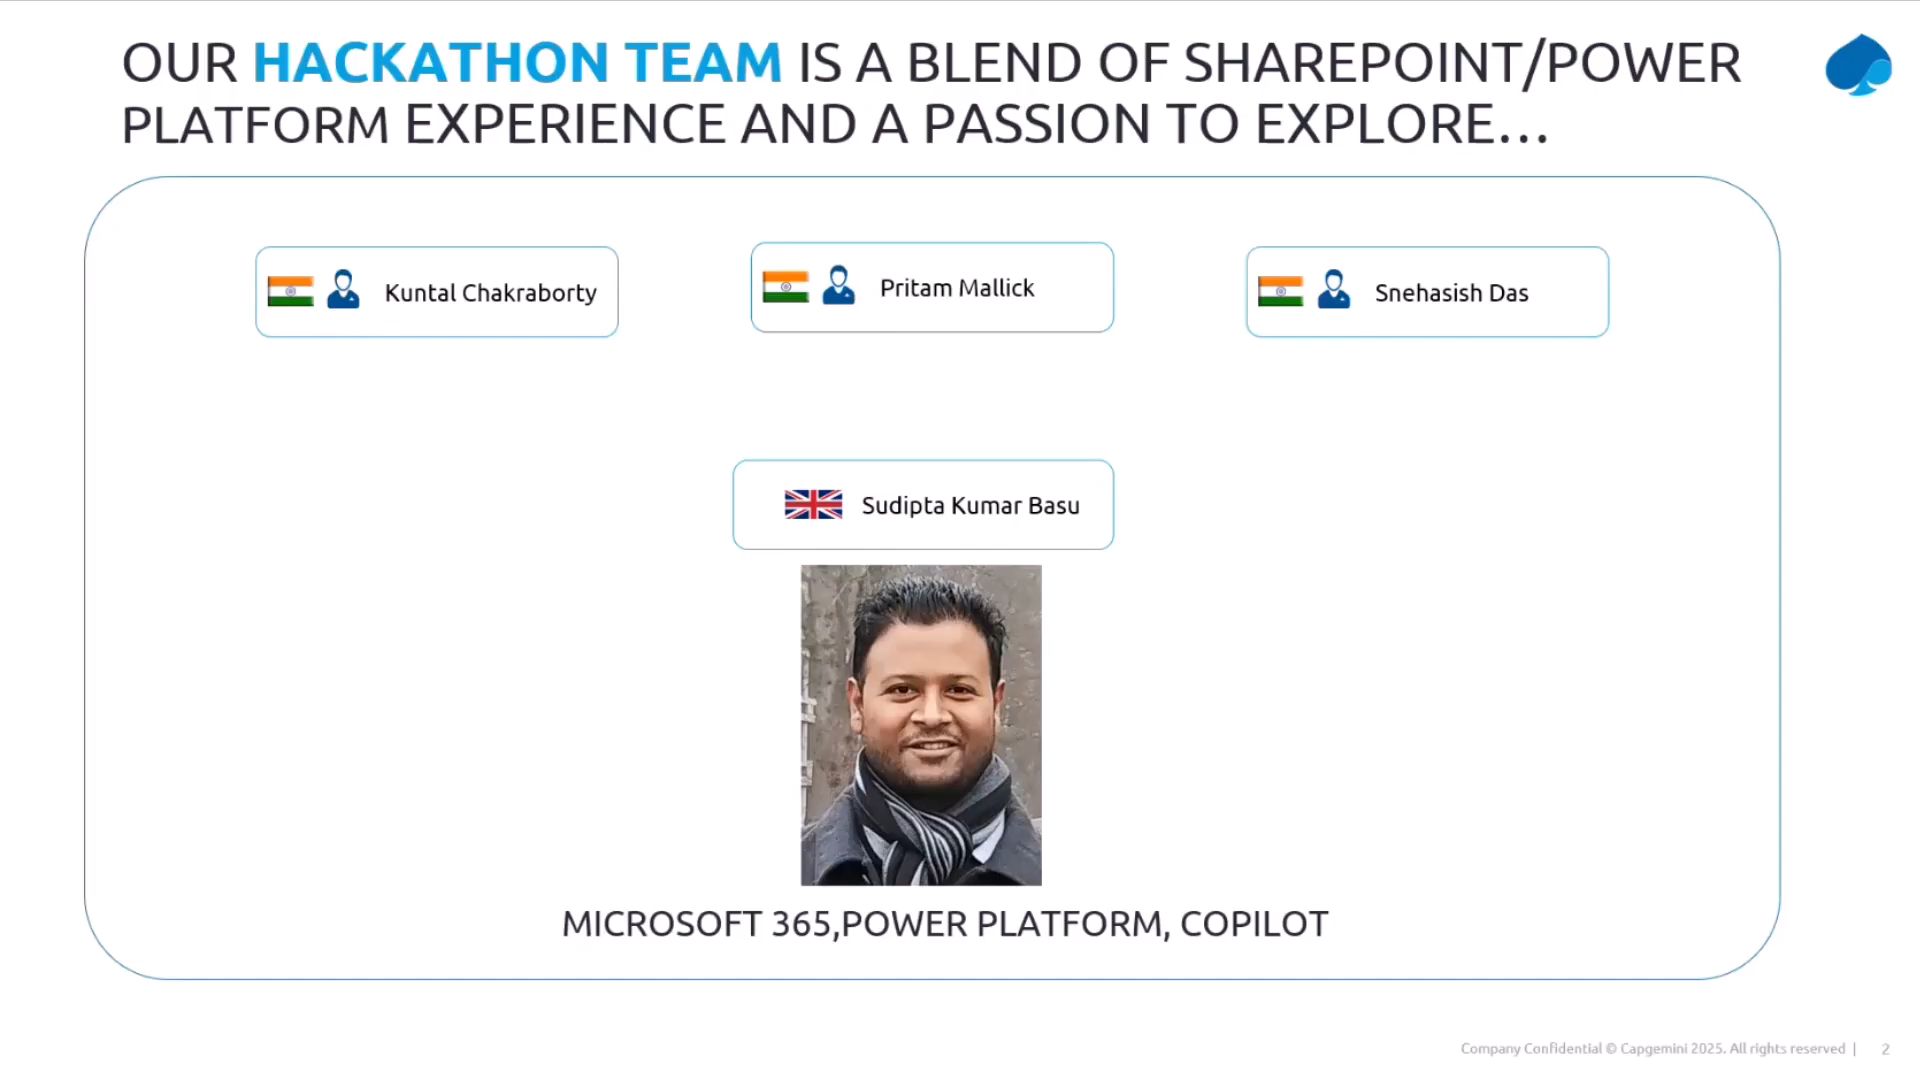 OUR HACKATHON TEAM IS A BLEND OF SHAREPOINT/POWER
PLATFORM EXPERIENCE AND A PASSION TO EXPLORE...
Kuntal Chakraborty
Pritam Mallick
Snehasish Das
Sudipta Kumar Basu
MICROSOFT 365,POWER PLATFORM, COPILOT
Company Confidential © Capgemini 2025. All rights reserved | 2